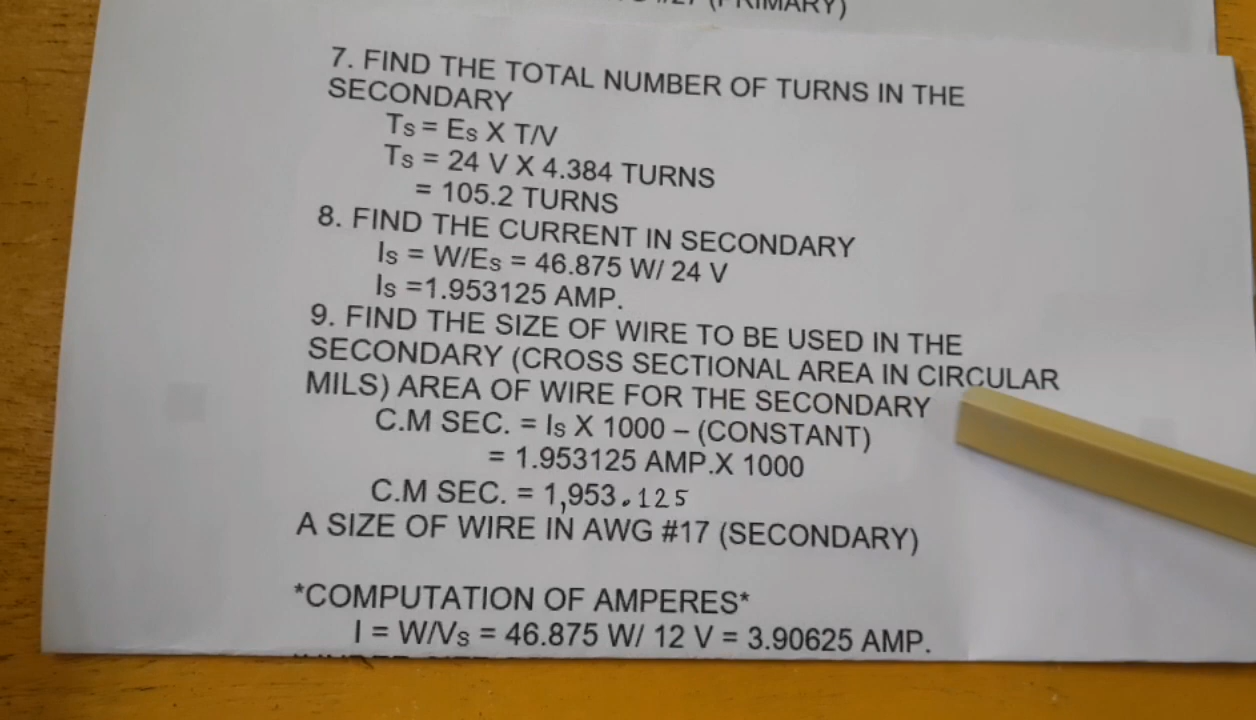 (PRIMARY)
7. FIND THE TOTAL NUMBER OF TURNS IN THE
SECONDARY
Ts = Es X T/V
Ts = 24 V X 4.384 TURNS
= 105.2 TURNS
8. FIND THE CURRENT IN SECONDARY
Is = W/Es = 46.875 W/ 24 V
Is =1.953125 AMP.
9. FIND THE SIZE OF WIRE TO BE USED IN THE
SECONDARY (CROSS SECTIONAL AREA IN CIRCULAR
MILS) AREA OF WIRE FOR THE SECONDARY
C.M SEC. = Is X 1000 – (CONSTANT)
= 1.953125 AMP.X 1000
C.M SEC. = 1,953.125
A SIZE OF WIRE IN AWG #17 (SECONDARY)
*COMPUTATION OF AMPERES*
I = W/Vs = 46.875 W/ 12 V = 3.90625 AMP.